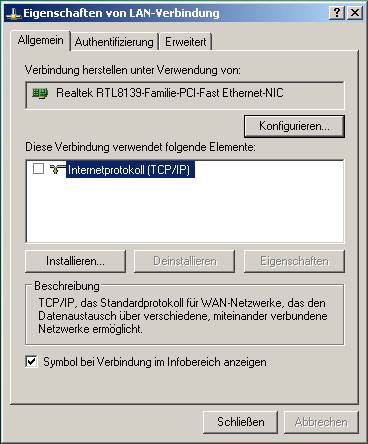 Eigenschaften von LAN-Verbindung
Allgemein Authentifizierung Erweitert
Verbindung herstellen unter Verwendung von:
Realtek RTL8139-Familie-PCI-Fast Ethernet-NIC
Konfigurieren...
Diese Verbindung verwendet folgende Elemente:
Internetprotokoll (TCP/IP)
Installieren... Deinstallieren Eigenschaften
Beschreibung
TCP/IP, das Standardprotokoll für WAN-Netzwerke, das den
Datenaustausch über verschiedene, miteinander verbundene
Netzwerke ermöglicht.
Symbol bei Verbindung im Infobereich anzeigen
Schließen Abbrechen